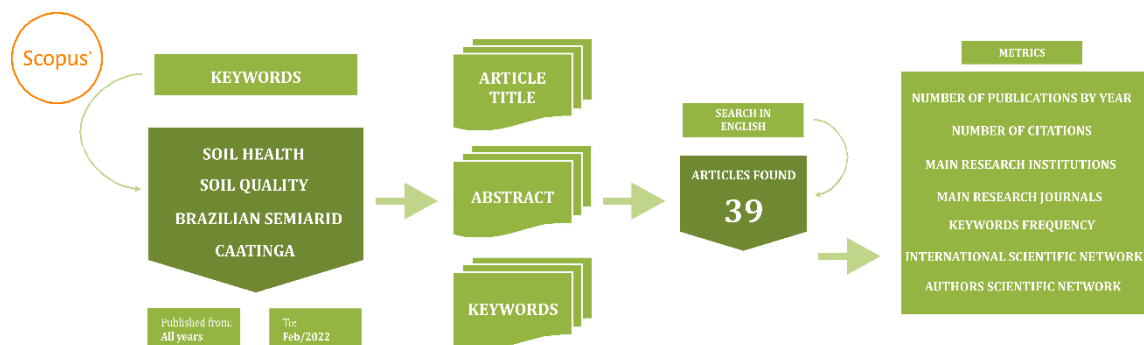 Scopus®
KEYWORDS
SOIL HEALTH
SOIL QUALITY
BRAZILIAN SEMIARID
CAATINGA
Published from:
All years
To:
Feb/2022
ARTICLE
TITLE
ABSTRACT
KEYWORDS
SEARCH IN
ENGLISH
ARTICLES FOUND
39
METRICS
NUMBER OF PUBLICATIONS BY YEAR
NUMBER OF CITATIONS
MAIN RESEARCH INSTITUTIONS
MAIN RESEARCH JOURNALS
KEYWORDS FREQUENCY
INTERNATIONAL SCIENTIFIC NETWORK
AUTHORS SCIENTIFIC NETWORK